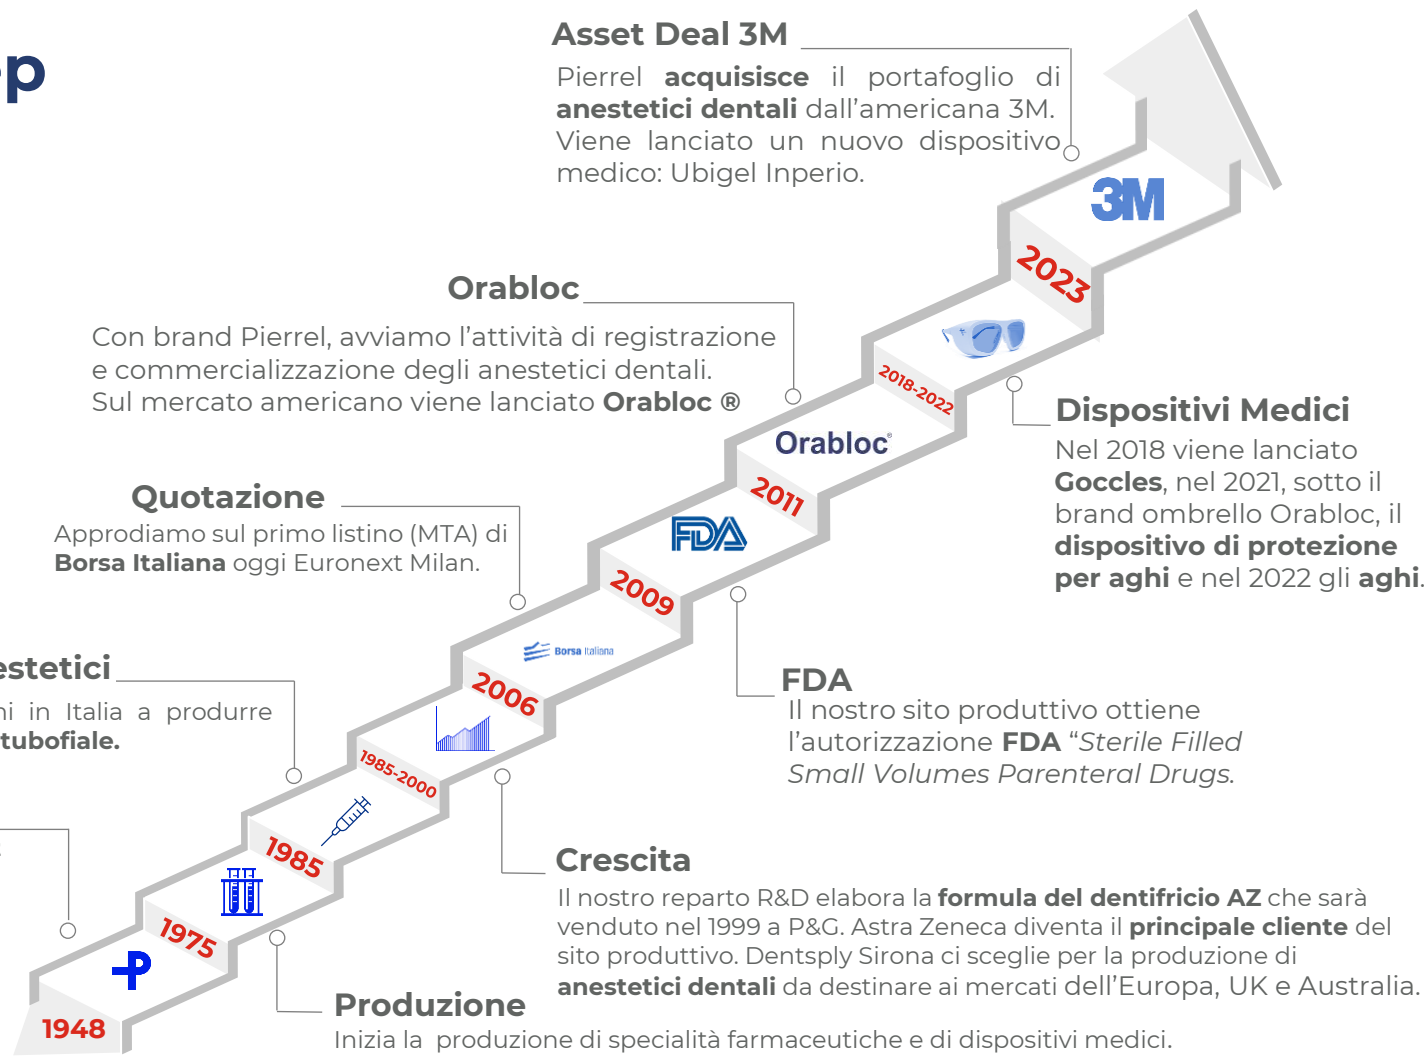 Asset Deal 3M
Pierrel acquisisce il portafoglio di
anestetici dentali dall'americana 3M.
Viene lanciato un nuovo dispositivo
medico: Ubigel Inperio.
3M
2023
Orabloc
Con brand Pierrel, avviamo l'attività di registrazione
e commercializzazione degli anestetici dentali.
Sul mercato americano viene lanciato Orabloc ®
2018-2022
Dispositivi Medici
Nel 2018 viene lanciato
Goccles, nel 2021, sotto il
brand ombrello Orabloc, il
dispositivo di protezione
per aghi e nel 2022 gli aghi.
Orabloc®
2011
Quotazione
Approdiamo sul primo listino (MTA) di
Borsa Italiana oggi Euronext Milan.
FDA
2009
FDA
Il nostro sito produttivo ottiene
l'autorizzazione FDA “Sterile Filled
Small Volumes Parenteral Drugs.
Borsa Italiana
2006
in Italia a produrre
tubofiale.
1985-2000
Crescita
Il nostro reparto R&D elabora la formula del dentifricio AZ che sarà
venduto nel 1999 a P&G. Astra Zeneca diventa il principale cliente del
sito produttivo. Dentsply Sirona ci sceglie per la produzione di
anestetici dentali da destinare ai mercati dell'Europa, UK e Australia.
1985
1975
Produzione
Inizia la produzione di specialità farmaceutiche e di dispositivi medici.
1948